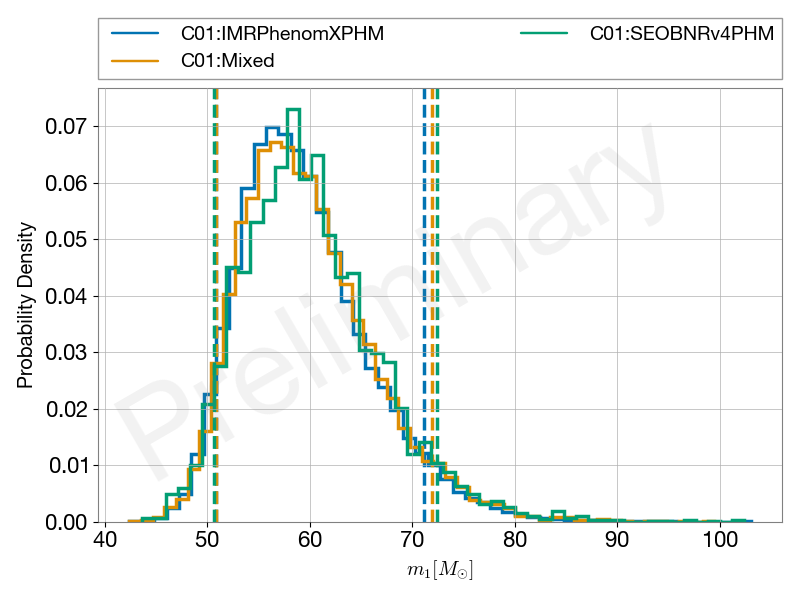 C01:IMRPhenomXPHM
C01:Mixed
C01:SEOBNRv4PHM
0.07
0.06
0.05
0.04
0.03
0.02
0.01
0.00
Probability Density
Preliminary
40 50 60 70 80 90 100
m₁[M☉]